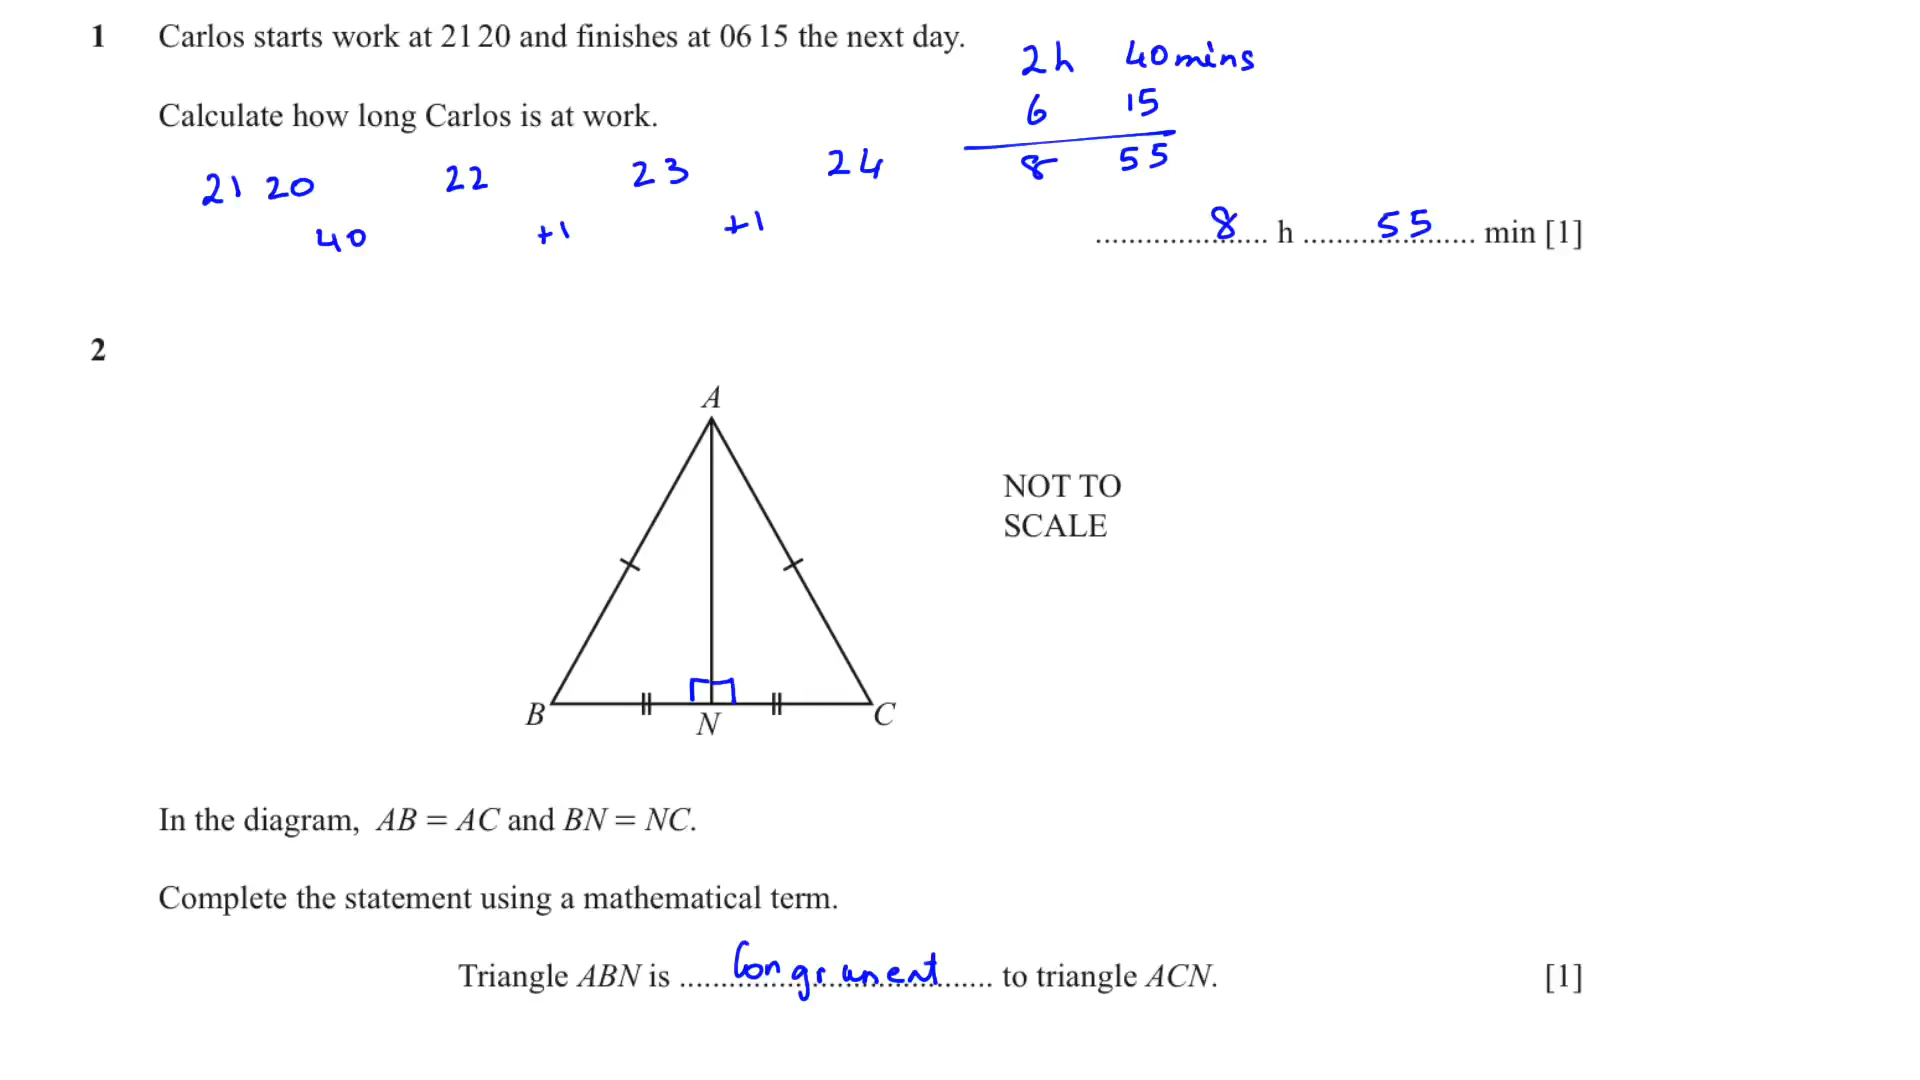 1 Carlos starts work at 21 20 and finishes at 06 15 the next day.
2h 40mins
Calculate how long Carlos is at work.
6 15
8 55
21 20 22 23 24
40 +1 +1
8 h 55 min [1]
2
A
NOT TO
SCALE
B N C
In the diagram, AB = AC and BN = NC.
Complete the statement using a mathematical term.
Triangle ABN is congruent to triangle ACN. [1]